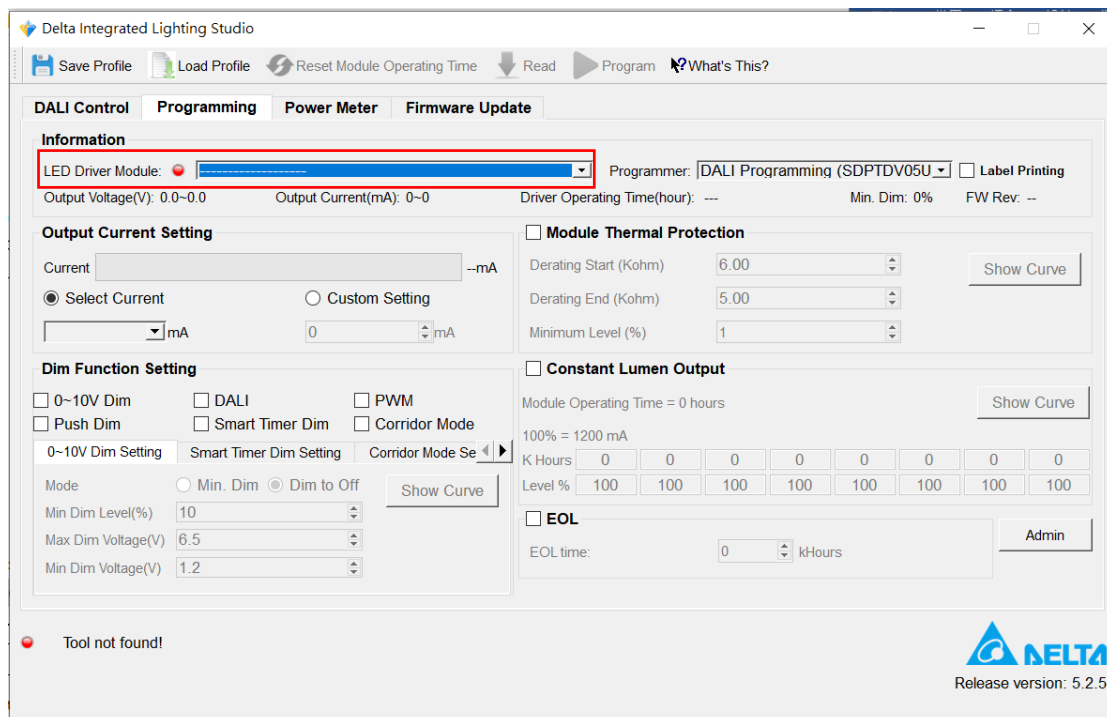 Delta Integrated Lighting Studio
Save Profile Load Profile Reset Module Operating Time Read Program What's This?
DALI Control Programming Power Meter Firmware Update
Information
LED Driver Module: ------------------- Programmer: DALI Programming (SDPTDV05U Label Printing
Output Voltage(V): 0.0~0.0 Output Current(mA): 0~0 Driver Operating Time(hour): --- Min. Dim: 0% FW Rev: --
Output Current Setting
Current --mA
Select Current Custom Setting
mA 0 mA
Module Thermal Protection
Derating Start (Kohm) 6.00 Show Curve
Derating End (Kohm) 5.00
Minimum Level (%) 1
Dim Function Setting
0~10V Dim DALI PWM
Push Dim Smart Timer Dim Corridor Mode
0~10V Dim Setting Smart Timer Dim Setting Corridor Mode Se
Mode Min. Dim Dim to Off Show Curve
Min Dim Level(%) 10
Max Dim Voltage(V) 6.5
Min Dim Voltage(V) 1.2
Constant Lumen Output
Module Operating Time = 0 hours Show Curve
100% = 1200 mA
K Hours 0 0 0 0 0 0 0 0
Level % 100 100 100 100 100 100 100 100
EOL
EOL time: 0 kHours
Admin
Tool not found!
DELTA
Release version: 5.2.5